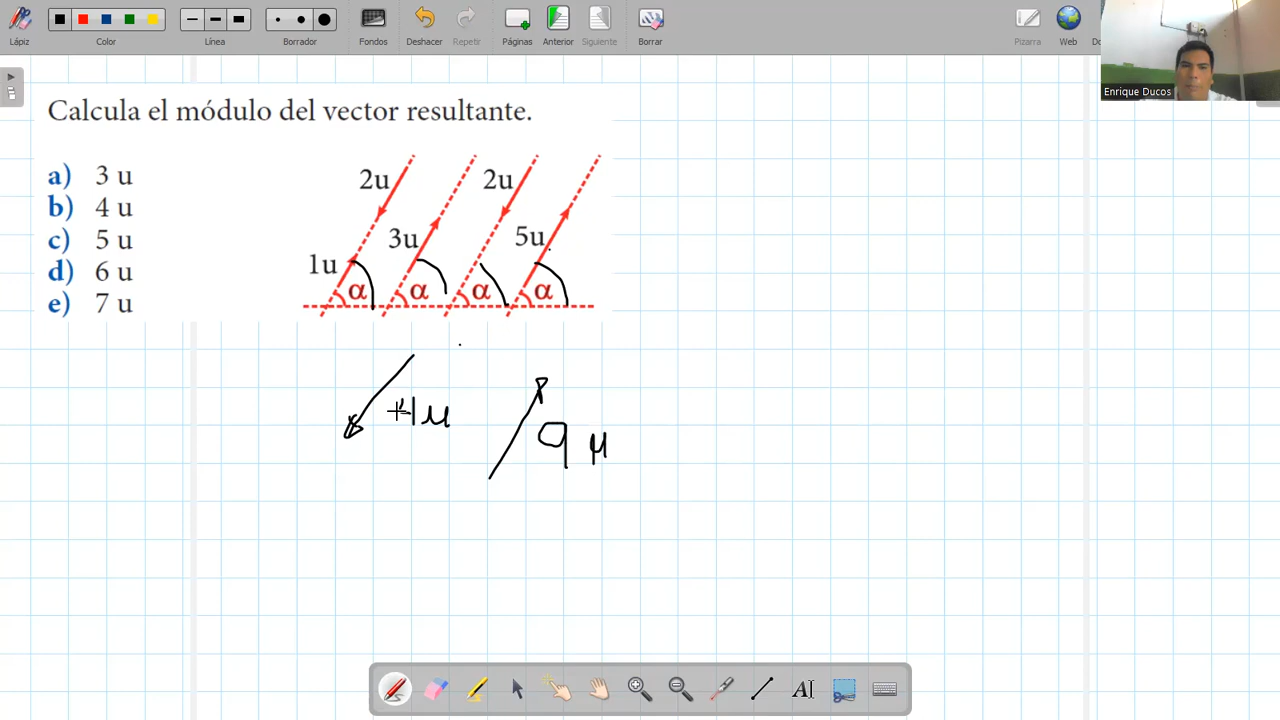 Lápiz Color Línea Borrador Fondos Deshacer Repetir Páginas Anterior Siguiente Borrar Pizarra Web
Enrique Ducos
Calcula el módulo del vector resultante.
a) 3 u
b) 4 u
c) 5 u
d) 6 u
e) 7 u
2u 2u
3u 5u
1u
α α α α
4u
9 u
AI